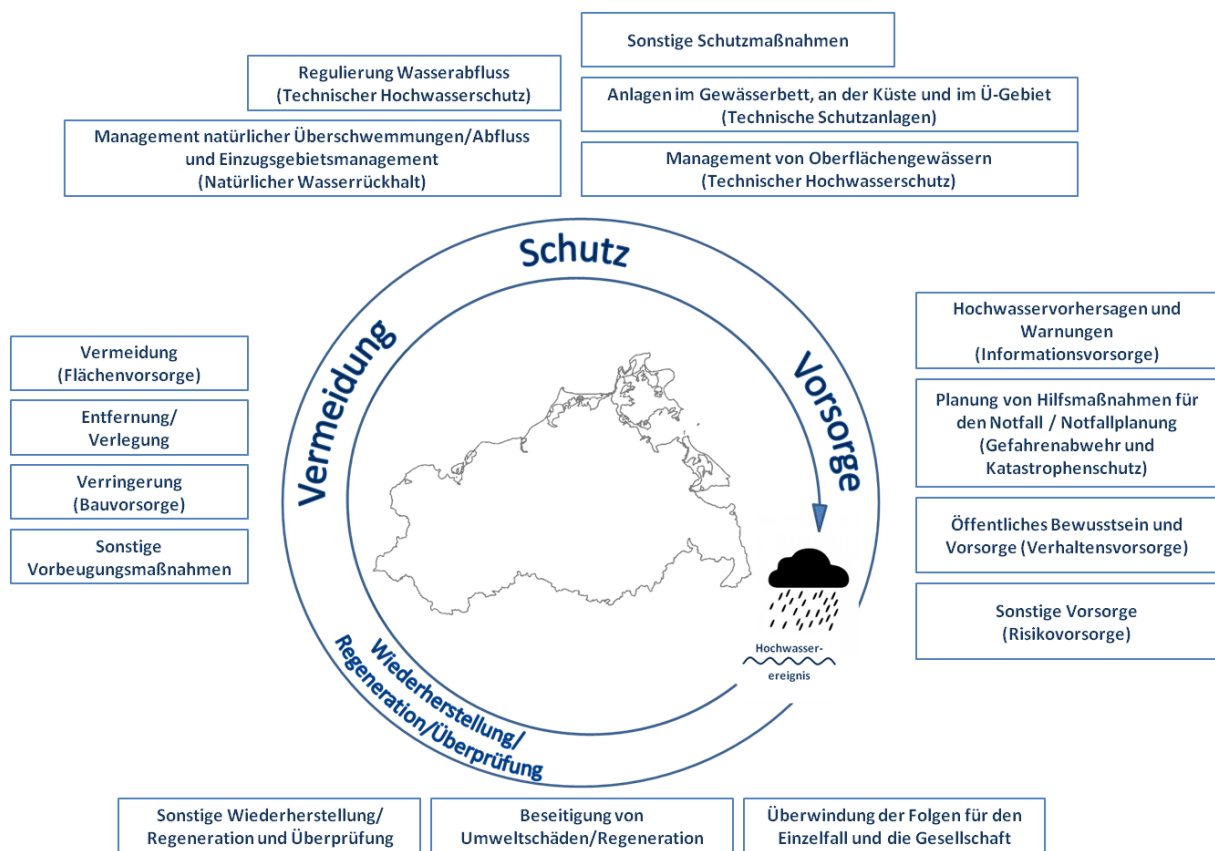 Sonstige Schutzmaßnahmen
Regulierung Wasserabfluss
(Technischer Hochwasserschutz)
Anlagen im Gewässerbett, an der Küste und im Ü-Gebiet
(Technische Schutzanlagen)
Management natürlicher Überschwemmungen/Abfluss
und Einzugsgebietsmanagement
(Natürlicher Wasserrückhalt)
Management von Oberflächengewässern
(Technischer Hochwasserschutz)
Schutz
Vermeidung
Vorsorge
Vermeidung
(Flächenvorsorge)
Entfernung/
Verlegung
Verringerung
(Bauvorsorge)
Sonstige
Vorbeugungsmaßnahmen
Hochwasservorhersagen und
Warnungen
(Informationsvorsorge)
Planung von Hilfsmaßnahmen für
den Notfall / Notfallplanung
(Gefahrenabwehr und
Katastrophenschutz)
Öffentliches Bewusstsein und
Vorsorge (Verhaltensvorsorge)
Sonstige Vorsorge
(Risikovorsorge)
Hochwasser-
ereignis
Wiederherstellung/
Regeneration/Überprüfung
Sonstige Wiederherstellung/
Regeneration und Überprüfung
Beseitigung von
Umweltschäden/Regeneration
Überwindung der Folgen für den
Einzelfall und die Gesellschaft